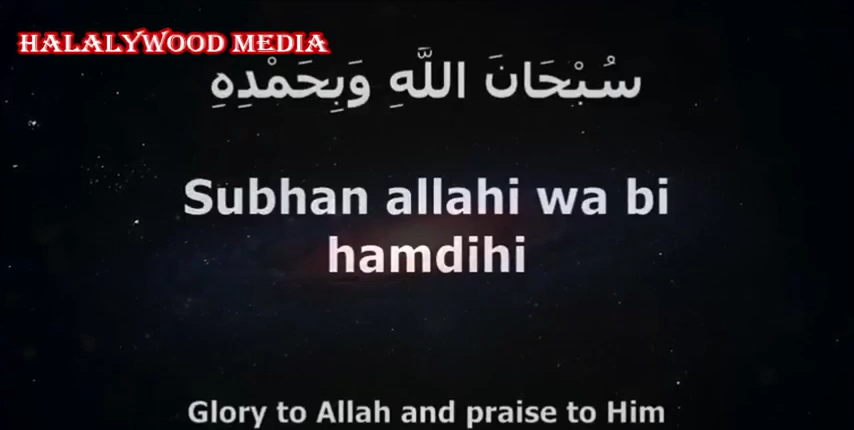 HALALYWOOD MEDIA
سُبْحَانَ اللَّهِ وَبِحَمْدِهِ
Subhan allahi wa bi
hamdihi
Glory to Allah and praise to Him